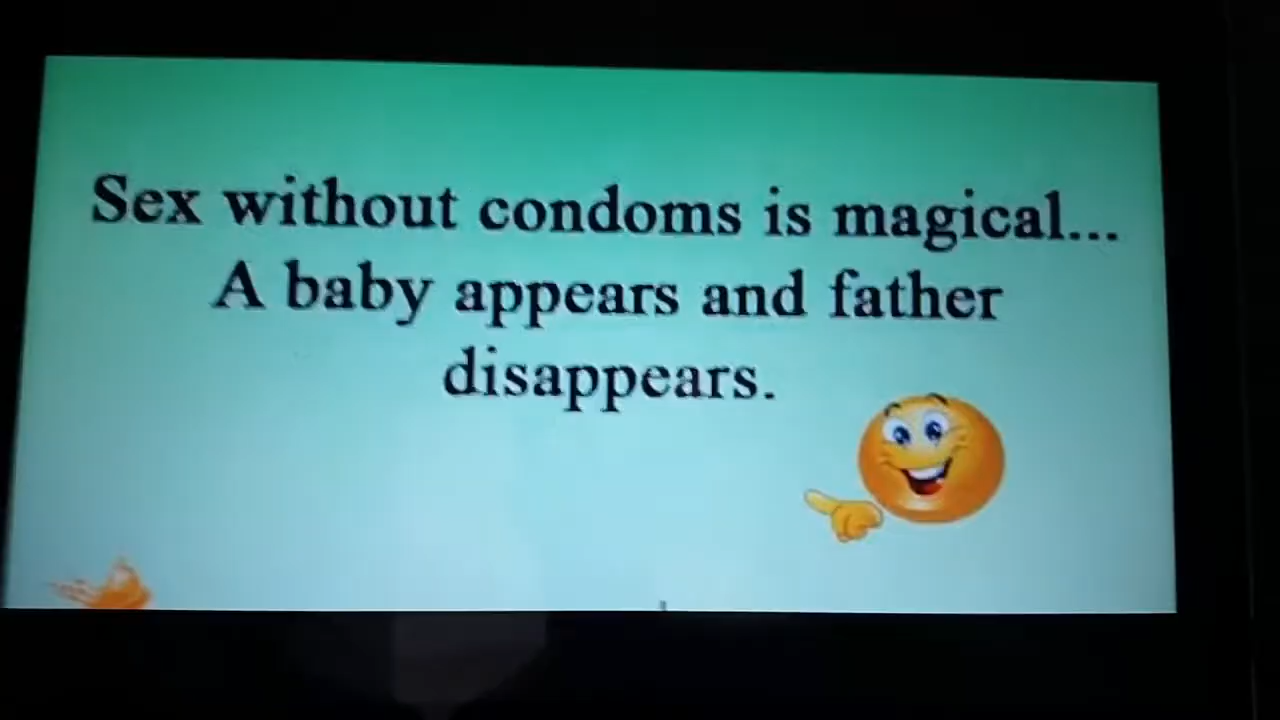 Sex without condoms is magical...
A baby appears and father
disappears.